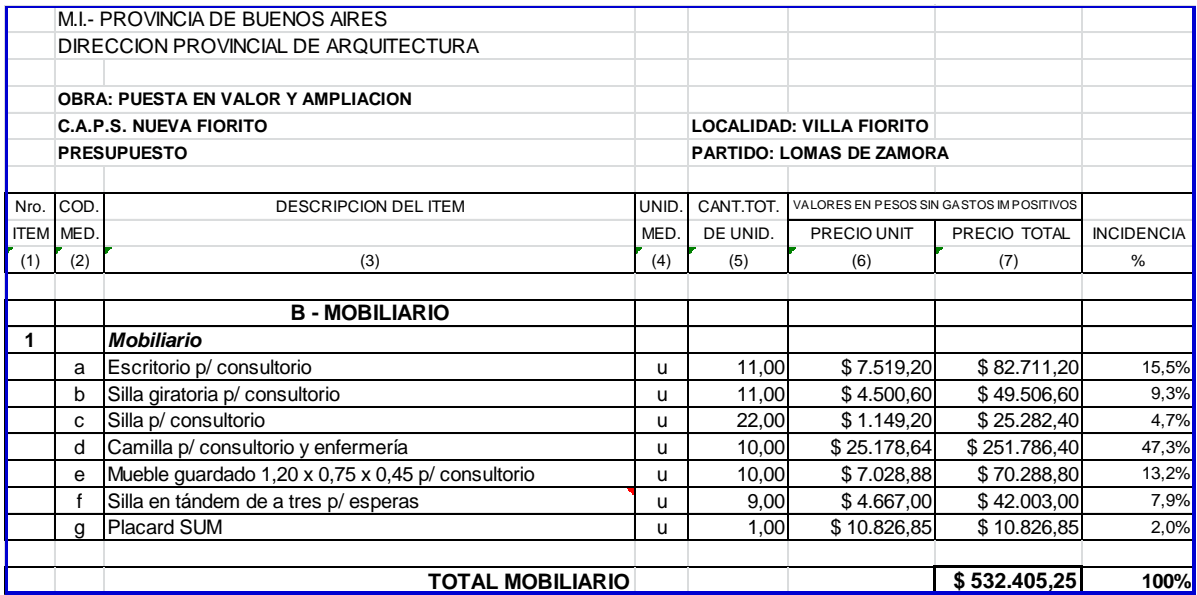 M.I.- PROVINCIA DE BUENOS AIRES
DIRECCION PROVINCIAL DE ARQUITECTURA
OBRA: PUESTA EN VALOR Y AMPLIACION
C.A.P.S. NUEVA FIORITO LOCALIDAD: VILLA FIORITO
PRESUPUESTO PARTIDO: LOMAS DE ZAMORA
Nro. COD. DESCRIPCION DEL ITEM UNID. CANT.TOT. VALORES EN PESOS SIN GASTOS IMPOSITIVOS
ITEM MED. MED. DE UNID. PRECIO UNIT PRECIO TOTAL INCIDENCIA
(1) (2) (3) (4) (5) (6) (7) %
B - MOBILIARIO
1 Mobiliario
a Escritorio p/ consultorio u 11,00 $ 7.519,20 $ 82.711,20 15,5%
b Silla giratoria p/ consultorio u 11,00 $ 4.500,60 $ 49.506,60 9,3%
c Silla p/ consultorio u 22,00 $ 1.149,20 $ 25.282,40 4,7%
d Camilla p/ consultorio y enfermería u 10,00 $ 25.178,64 $ 251.786,40 47,3%
e Mueble guardado 1,20 x 0,75 x 0,45 p/ consultorio u 10,00 $ 7.028,88 $ 70.288,80 13,2%
f Silla en tándem de a tres p/ esperas u 9,00 $ 4.667,00 $ 42.003,00 7,9%
g Placard SUM u 1,00 $ 10.826,85 $ 10.826,85 2,0%
TOTAL MOBILIARIO $ 532.405,25 100%